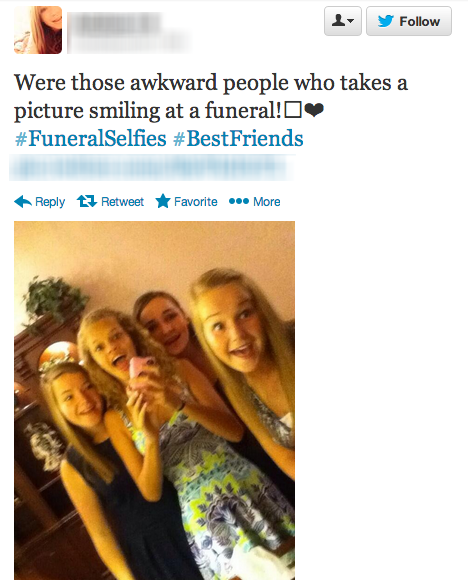 Follow
Were those awkward people who takes a
picture smiling at a funeral!□❤
#FuneralSelfies #BestFriends
Reply Retweet Favorite More